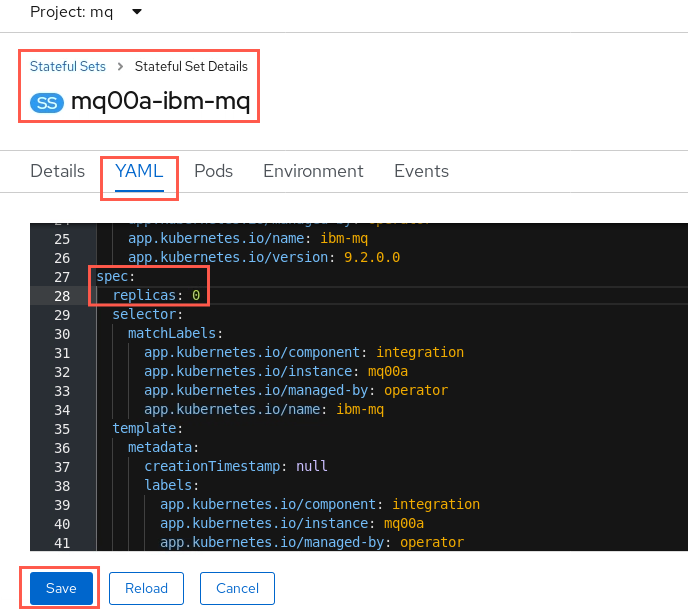 Project: mq
Stateful Sets > Stateful Set Details
SS mq00a-ibm-mq
Details YAML Pods Environment Events
25 app.kubernetes.io/name: ibm-mq
26 app.kubernetes.io/version: 9.2.0.0
27 spec:
28 replicas: 0
29 selector:
30 matchLabels:
31 app.kubernetes.io/component: integration
32 app.kubernetes.io/instance: mq00a
33 app.kubernetes.io/managed-by: operator
34 app.kubernetes.io/name: ibm-mq
35 template:
36 metadata:
37 creationTimestamp: null
38 labels:
39 app.kubernetes.io/component: integration
40 app.kubernetes.io/instance: mq00a
41 app.kubernetes.io/managed-by: operator
Save Reload Cancel